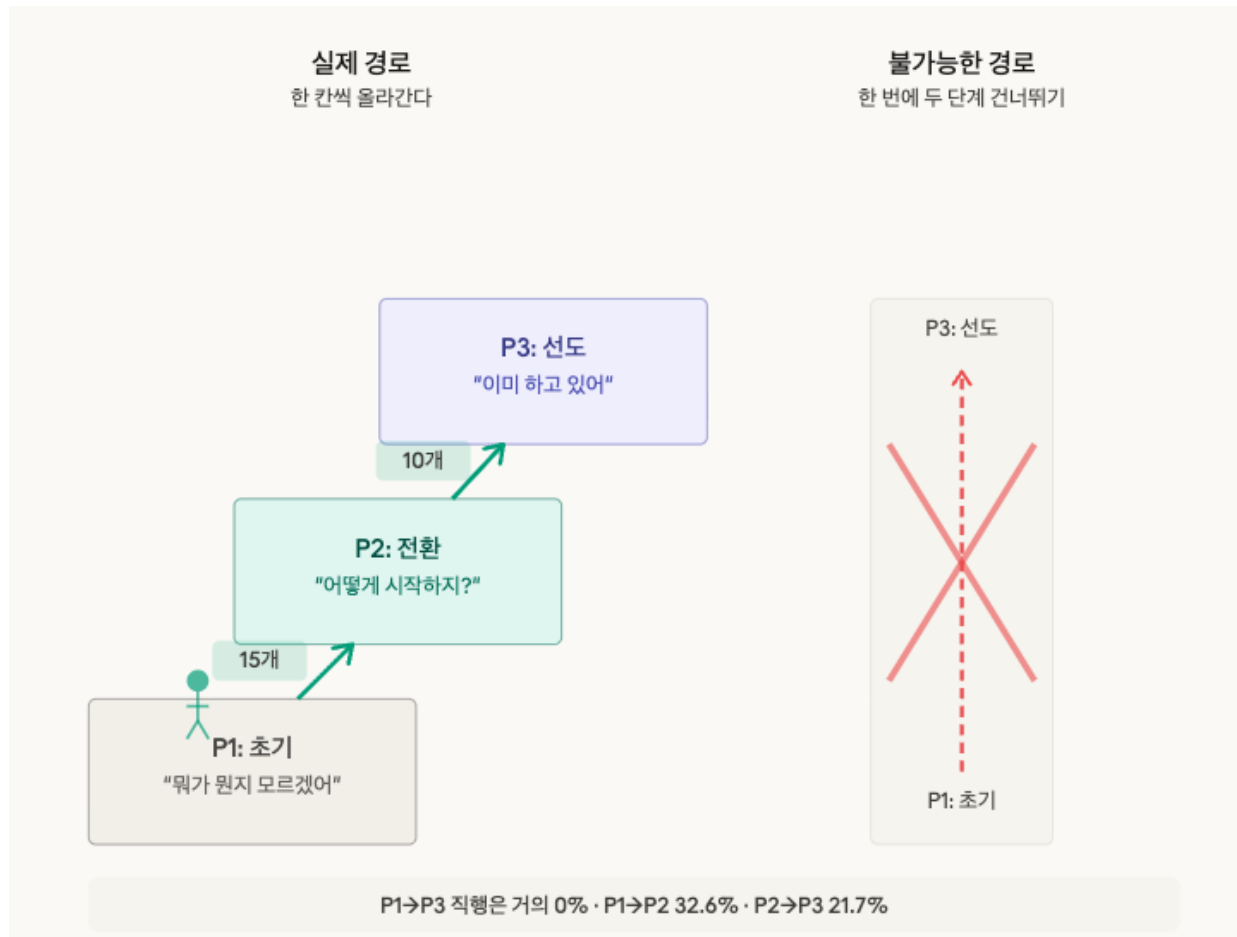 실제 경로
한 칸씩 올라간다
불가능한 경로
한 번에 두 단계 건너뛰기
P3: 선도
"이미 하고 있어"
10개
P2: 전환
"어떻게 시작하지?"
15개
P1: 초기
"뭐가 뭔지 모르겠어"
P3: 선도
P1: 초기
P1→P3 직행은 거의 0% · P1→P2 32.6% · P2→P3 21.7%